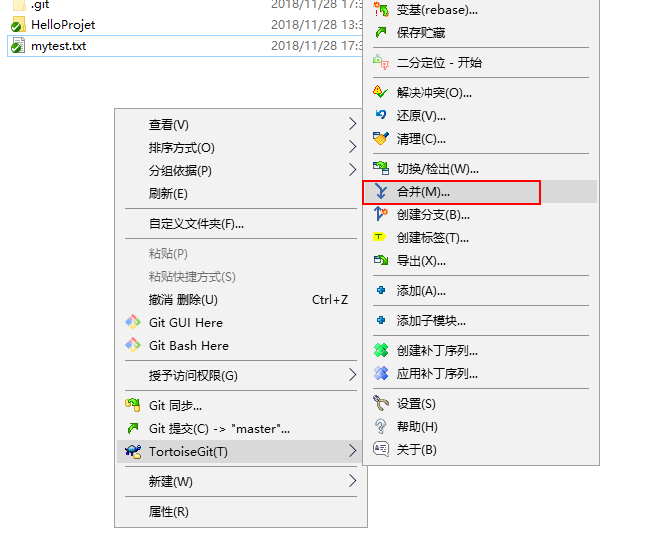 .git 2018/11/28 17:3
HelloProjet 2018/11/28 13:3
mytest.txt 2018/11/28 17:3
查看(V)
排序方式(O)
分组依据(P)
刷新(E)
自定义文件夹(F)...
粘贴(P)
粘贴快捷方式(S)
撤消 删除(U) Ctrl+Z
Git GUI Here
Git Bash Here
授予访问权限(G)
Git 同步...
Git 提交(C) -> "master"...
TortoiseGit(T)
新建(W)
属性(R)
变基(rebase)...
保存贮藏
二分定位 - 开始
解决冲突(O)...
还原(V)...
清理(C)...
切换/检出(W)...
合并(M)...
创建分支(B)...
创建标签(T)...
导出(X)...
添加(A)...
添加子模块...
创建补丁序列...
应用补丁序列...
设置(S)
帮助(H)
关于(B)